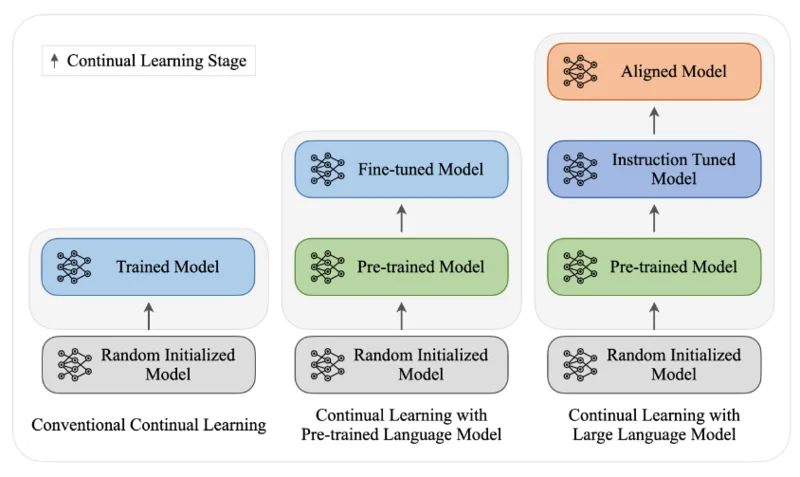 Continual Learning Stage
Trained Model
Random Initialized
Model
Conventional Continual Learning
Fine-tuned Model
Pre-trained Model
Random Initialized
Model
Continual Learning with
Pre-trained Language Model
Aligned Model
Instruction Tuned
Model
Pre-trained Model
Random Initialized
Model
Continual Learning with
Large Language Model